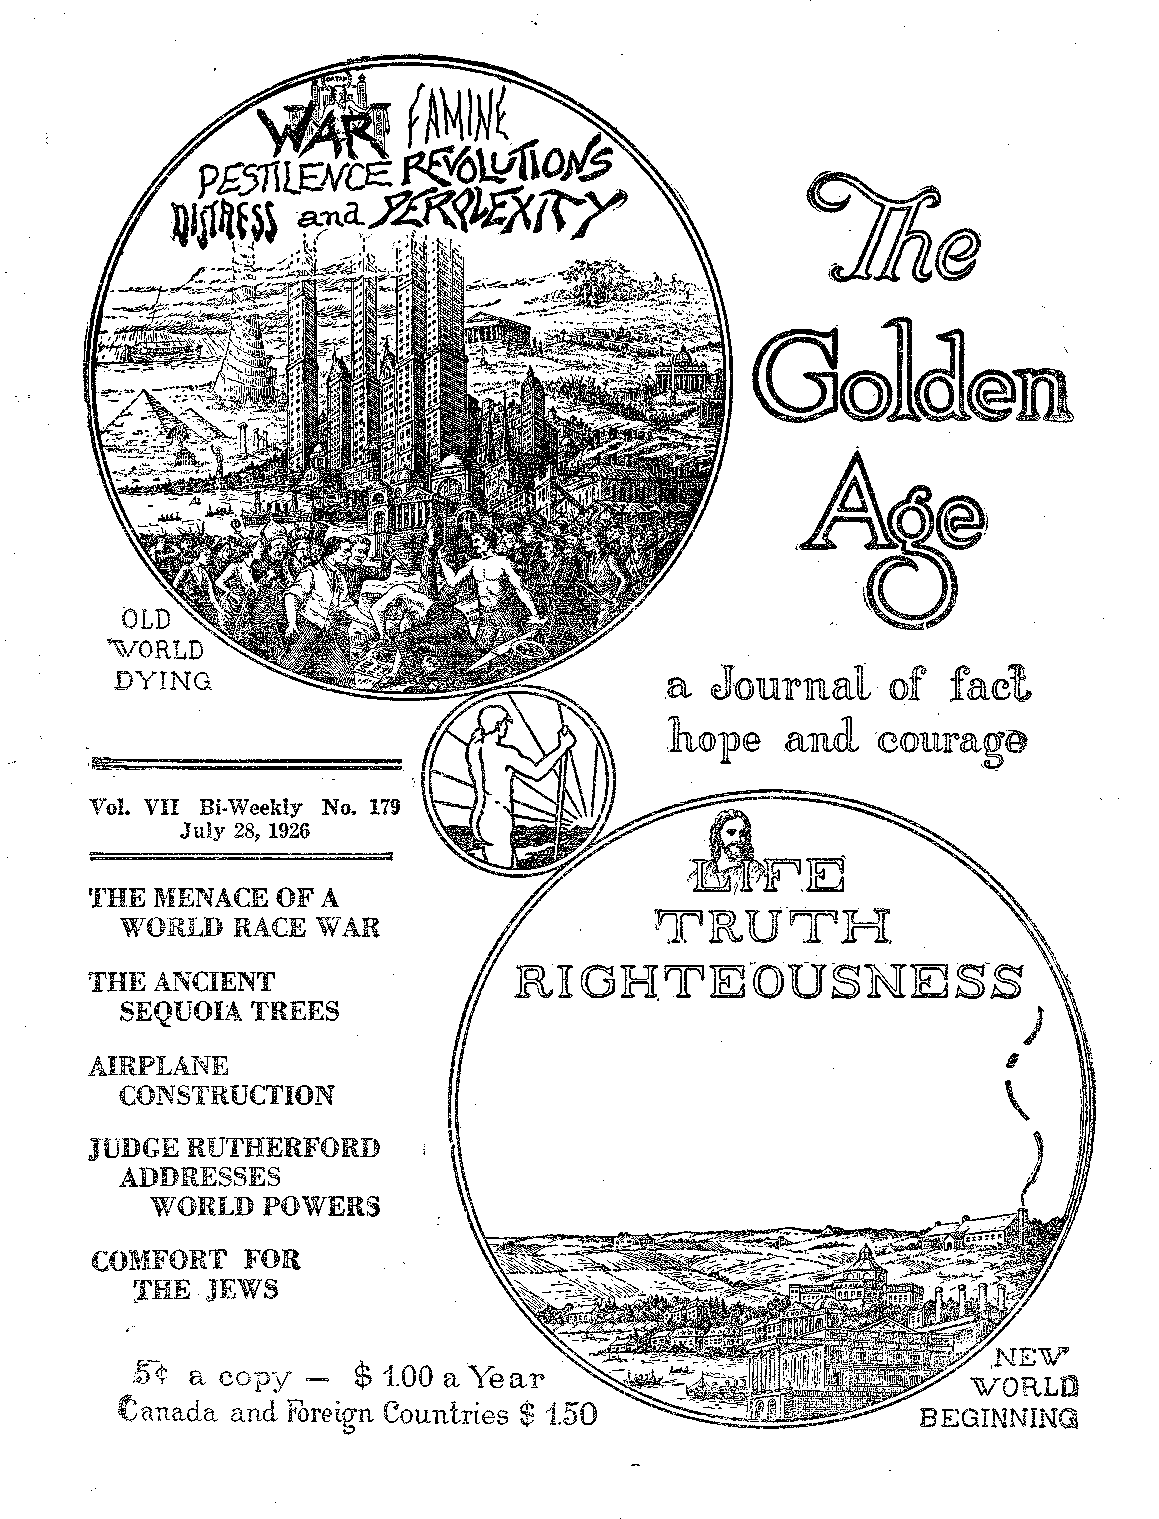 WAR FAMINE
PESTILENCE REVOLUTIONS
DISTRESS and PERPLEXITY
The
Golden
Age
OLD
WORLD
DYING
a Journal of fact
hope and courage
Vol. VII Bi-Weekly No. 179
July 28, 1926
THE MENACE OF A
WORLD RACE WAR
THE ANCIENT
SEQUOIA TREES
AIRPLANE
CONSTRUCTION
JUDGE RUTHERFORD
ADDRESSES
WORLD POWERS
COMFORT FOR
THE JEWS
5¢ a copy — $ 1.00 a Year
Canada and Foreign Countries $ 1.50
LIFE
TRUTH
RIGHTEOUSNESS
NEW
WORLD
BEGINNING